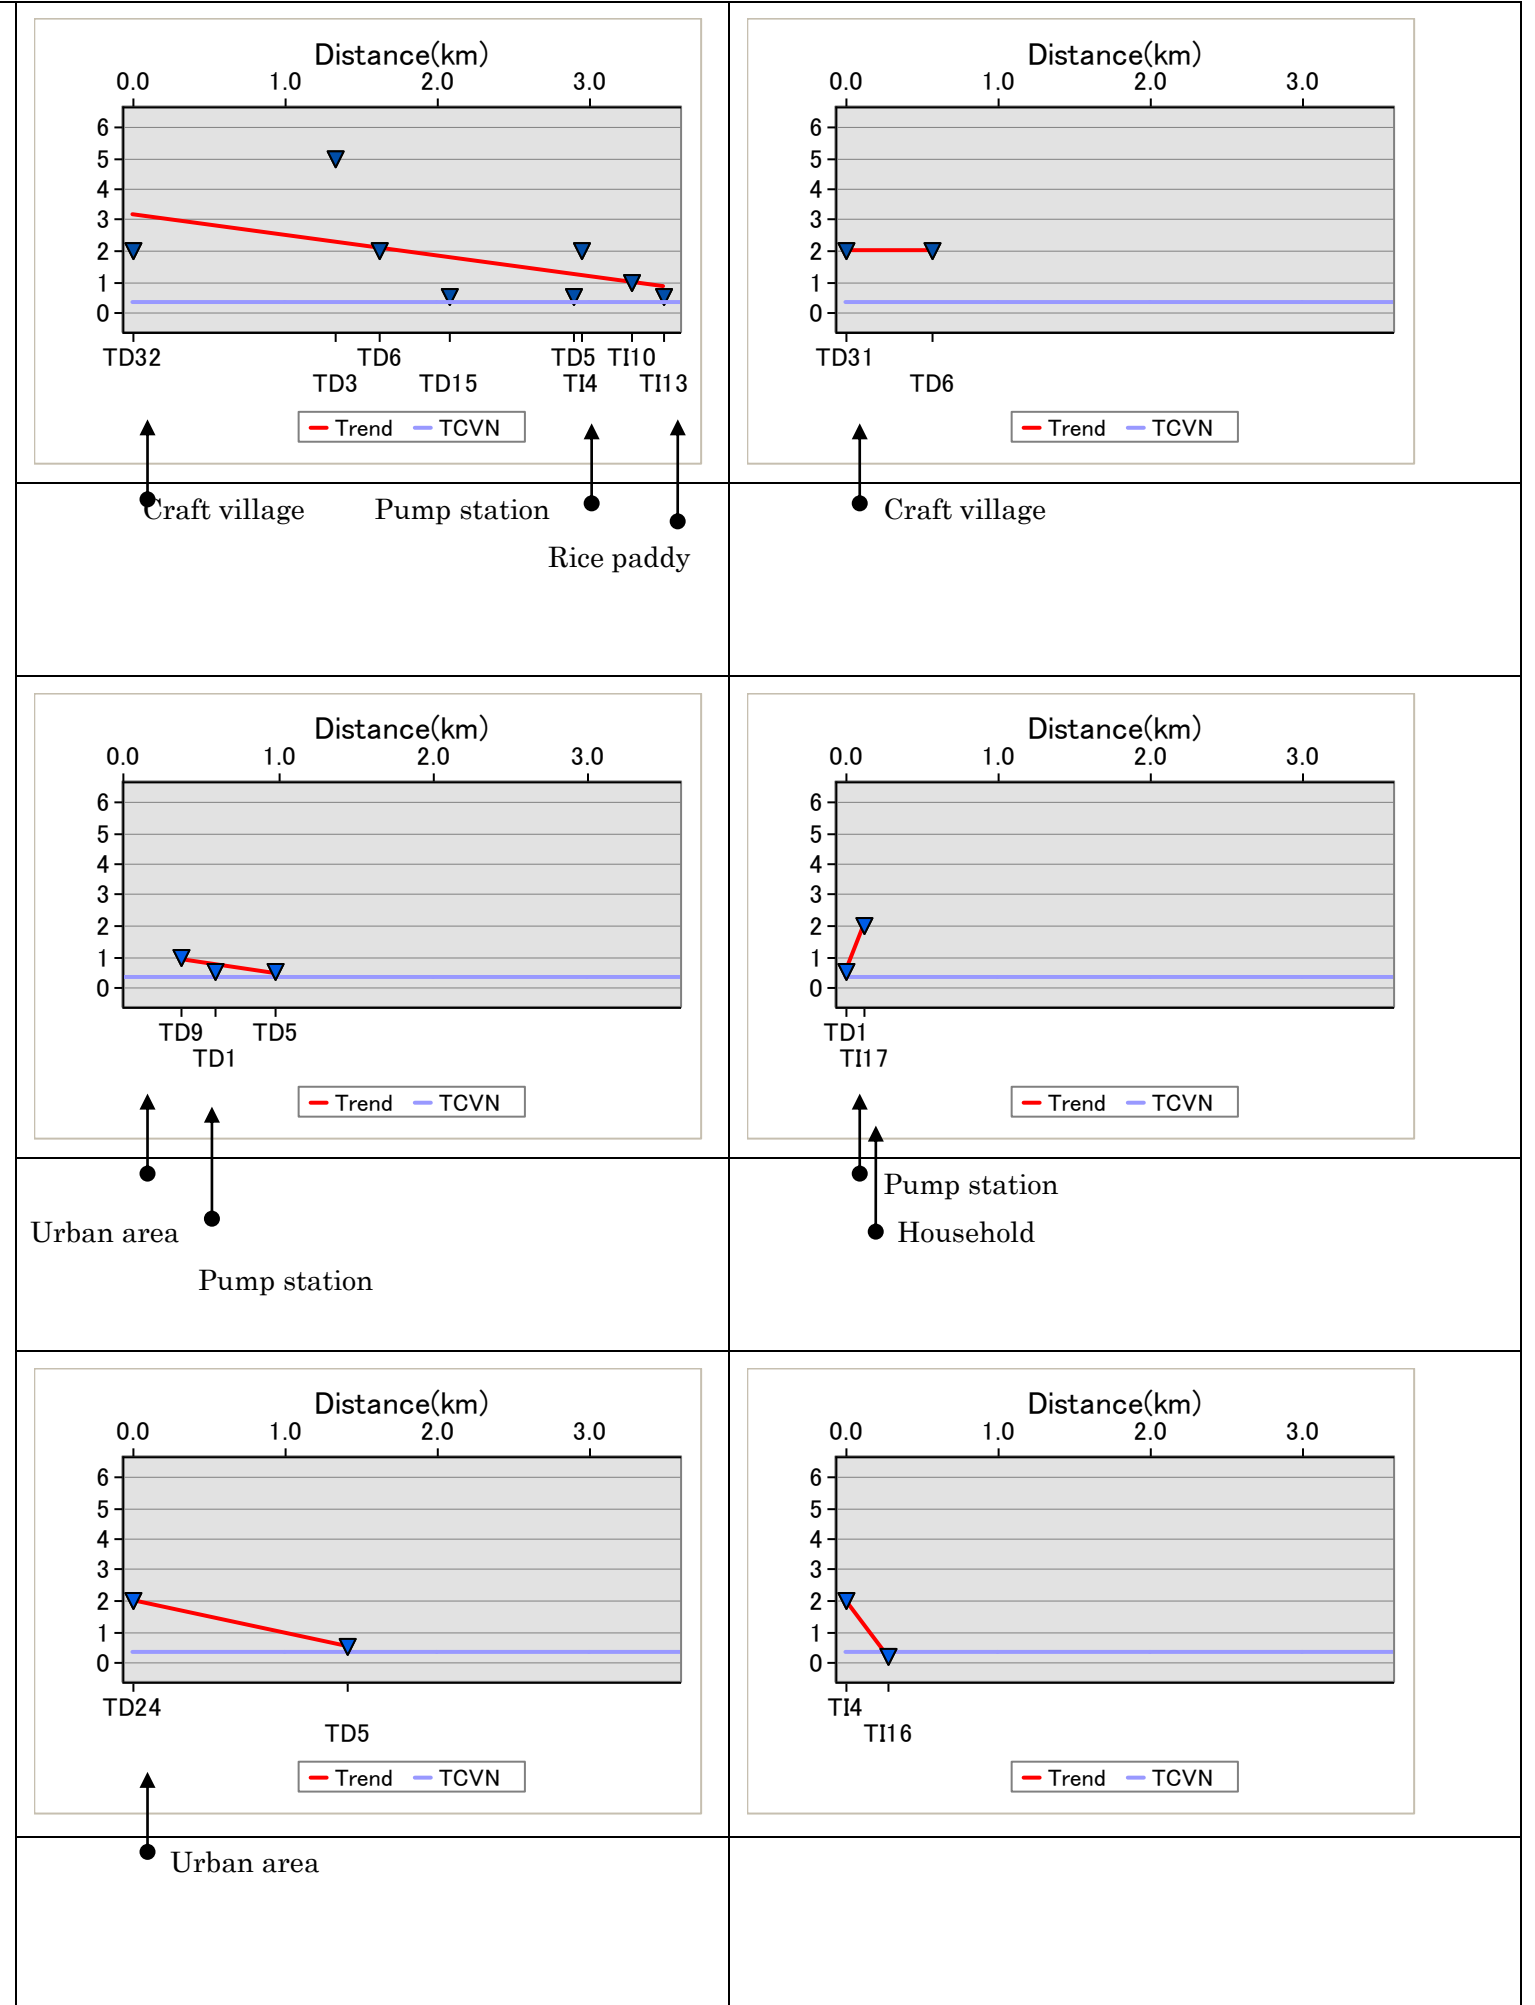 Distance(km)
0.0 1.0 2.0 3.0
6
5
4
3
2
1
0
TD32 TD6 TD5 TI10
TD3 TD15 TI4 TI13
Trend TCVN
Craft village Pump station
Rice paddy
Distance(km)
0.0 1.0 2.0 3.0
6
5
4
3
2
1
0
TD31
TD6
Trend TCVN
Craft village
Distance(km)
0.0 1.0 2.0 3.0
6
5
4
3
2
1
0
TD9 TD5
TD1
Trend TCVN
Urban area
Pump station
Distance(km)
0.0 1.0 2.0 3.0
6
5
4
3
2
1
0
TD1
TI17
Trend TCVN
Pump station
Household
Distance(km)
0.0 1.0 2.0 3.0
6
5
4
3
2
1
0
TD24
TD5
Trend TCVN
Urban area
Distance(km)
0.0 1.0 2.0 3.0
6
5
4
3
2
1
0
TI4
TI16
Trend TCVN